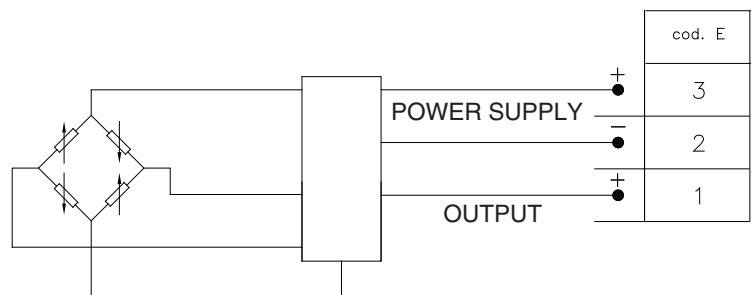 cod. E
+ 3
POWER SUPPLY
− 2
+ 1
OUTPUT